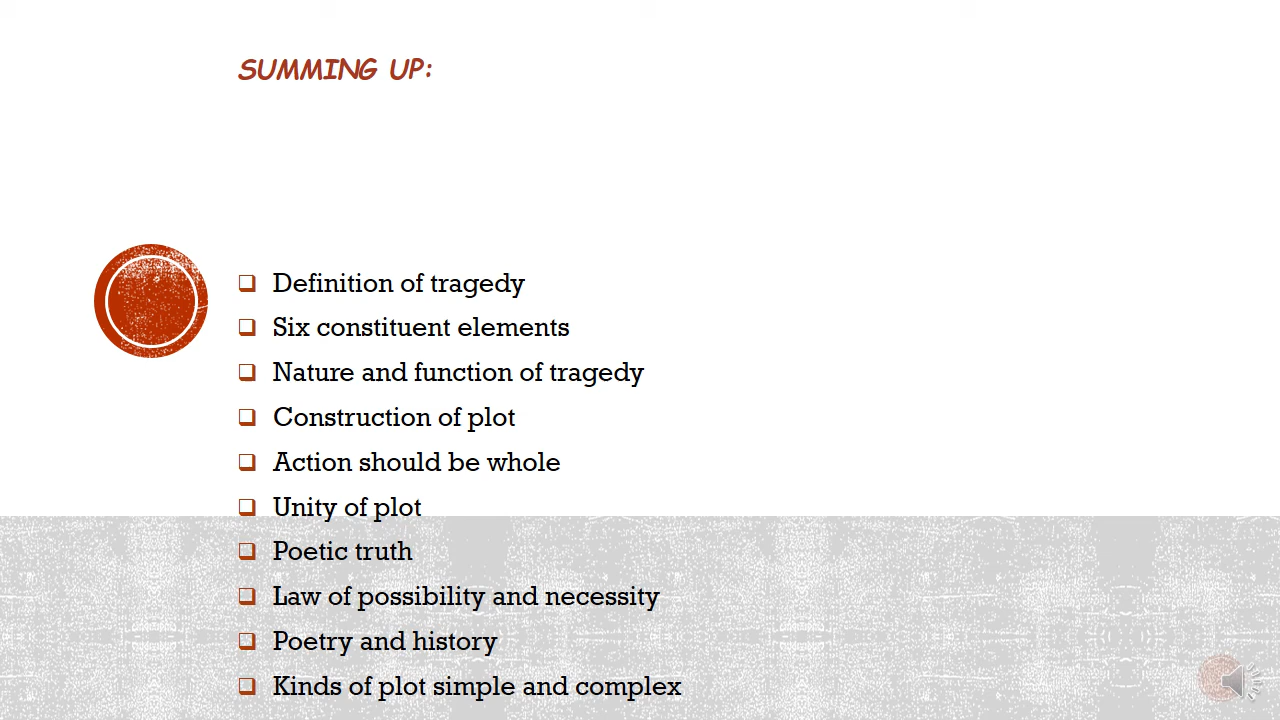 SUMMING UP:
❑ Definition of tragedy
❑ Six constituent elements
❑ Nature and function of tragedy
❑ Construction of plot
❑ Action should be whole
❑ Unity of plot
❑ Poetic truth
❑ Law of possibility and necessity
❑ Poetry and history
❑ Kinds of plot simple and complex